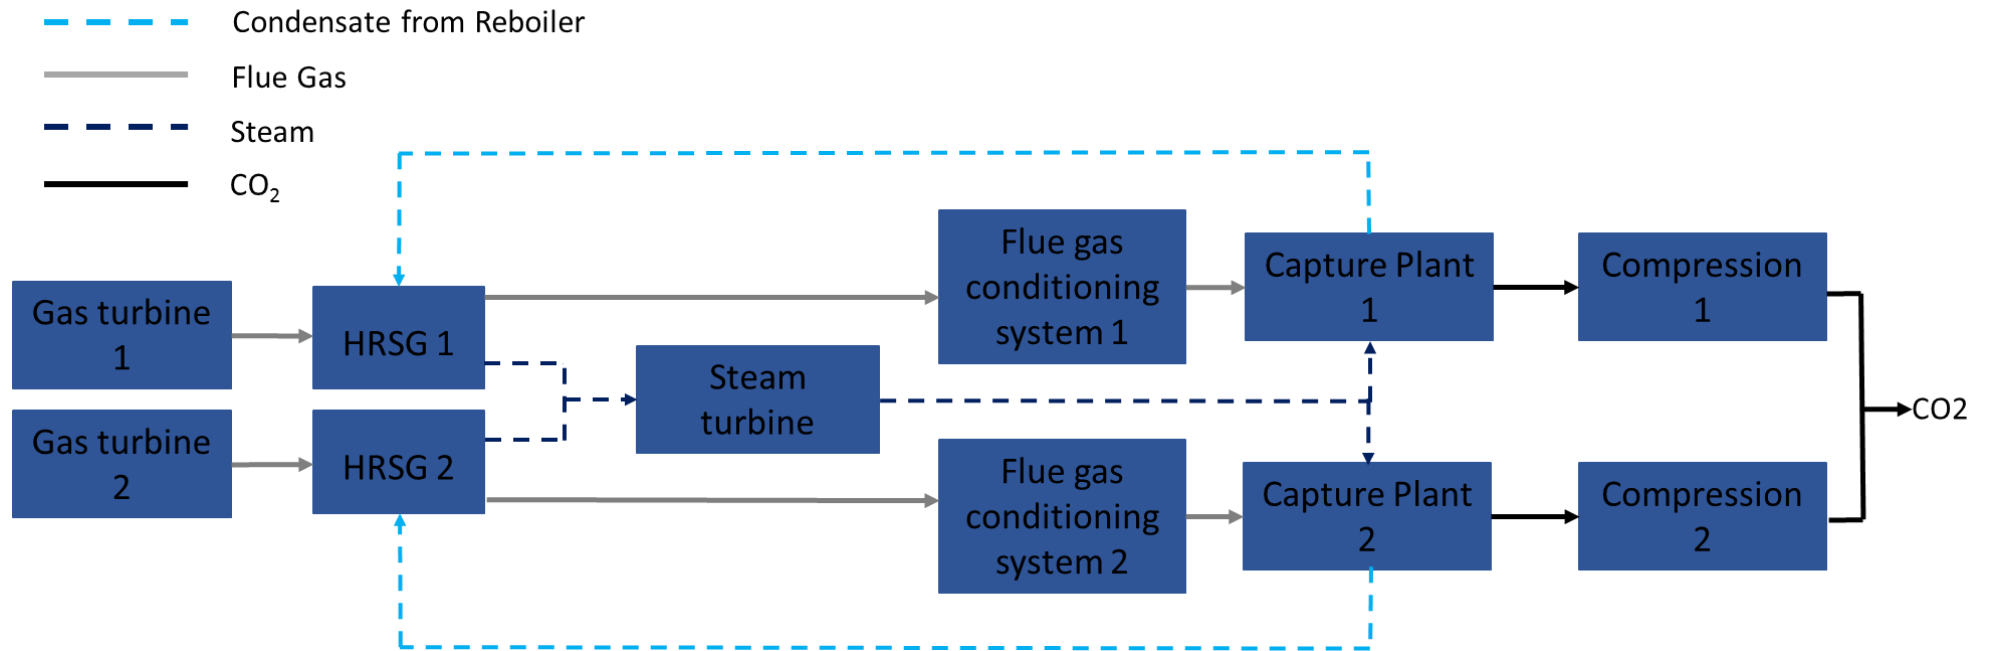 Condensate from Reboiler
Flue Gas
Steam
CO₂
Gas turbine
1
HRSG 1
Flue gas
conditioning
system 1
Capture Plant
1
Compression
1
Steam
turbine
CO2
Gas turbine
2
HRSG 2
Flue gas
conditioning
system 2
Capture Plant
2
Compression
2